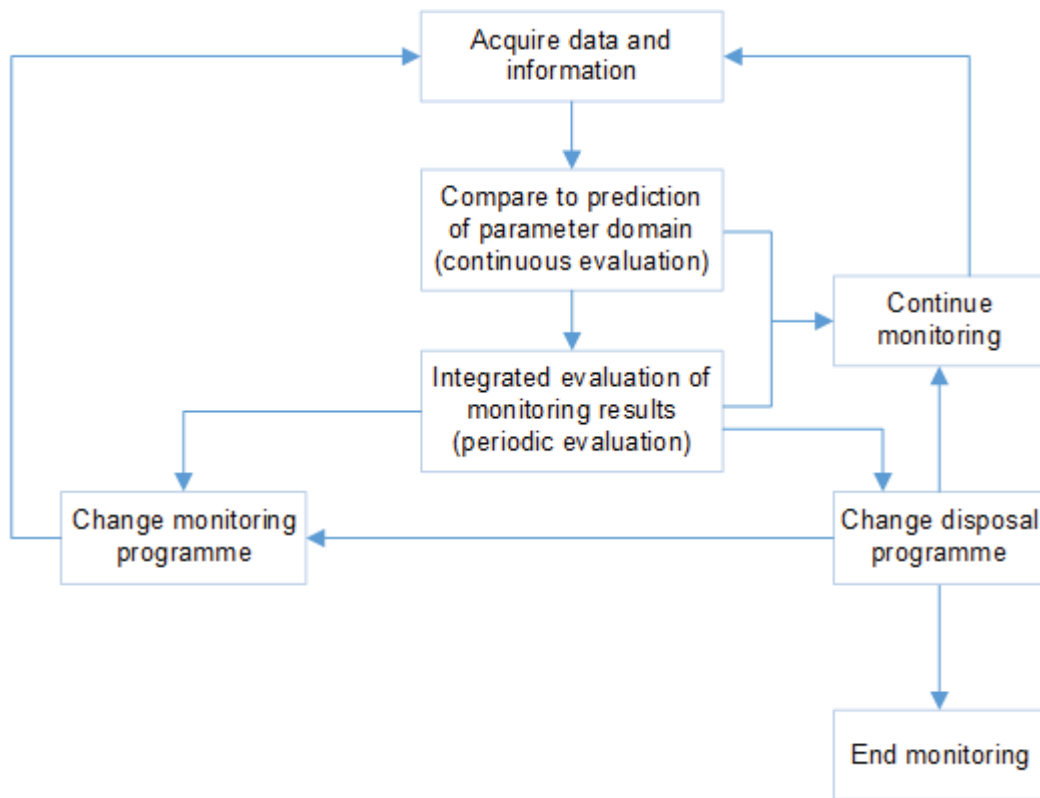 Acquire data and
information
Compare to prediction
of parameter domain
(continuous evaluation)
Continue
monitoring
Integrated evaluation of
monitoring results
(periodic evaluation)
Change monitoring
programme
Change disposal
programme
End monitoring